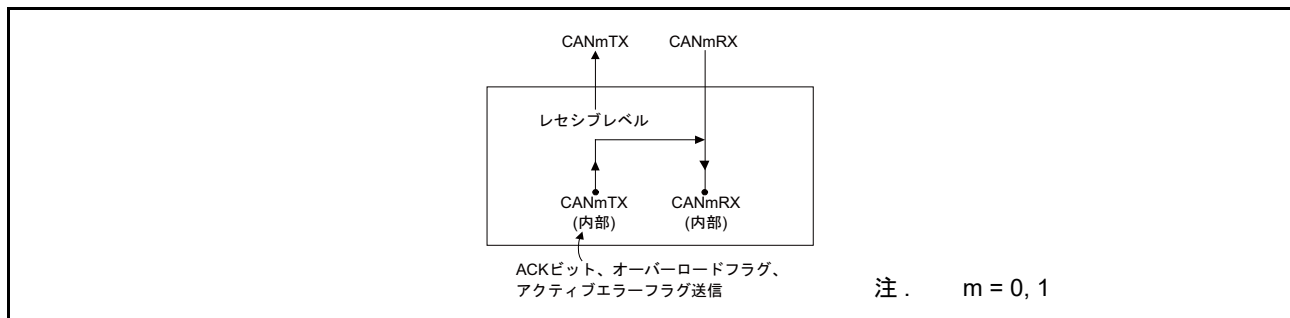 CANmTX CANmRX
レセシブレベル
CANmTX CANmRX
(内部) (内部)
ACKビット、オーバーロードフラグ、
アクティブエラーフラグ送信
注. m = 0, 1